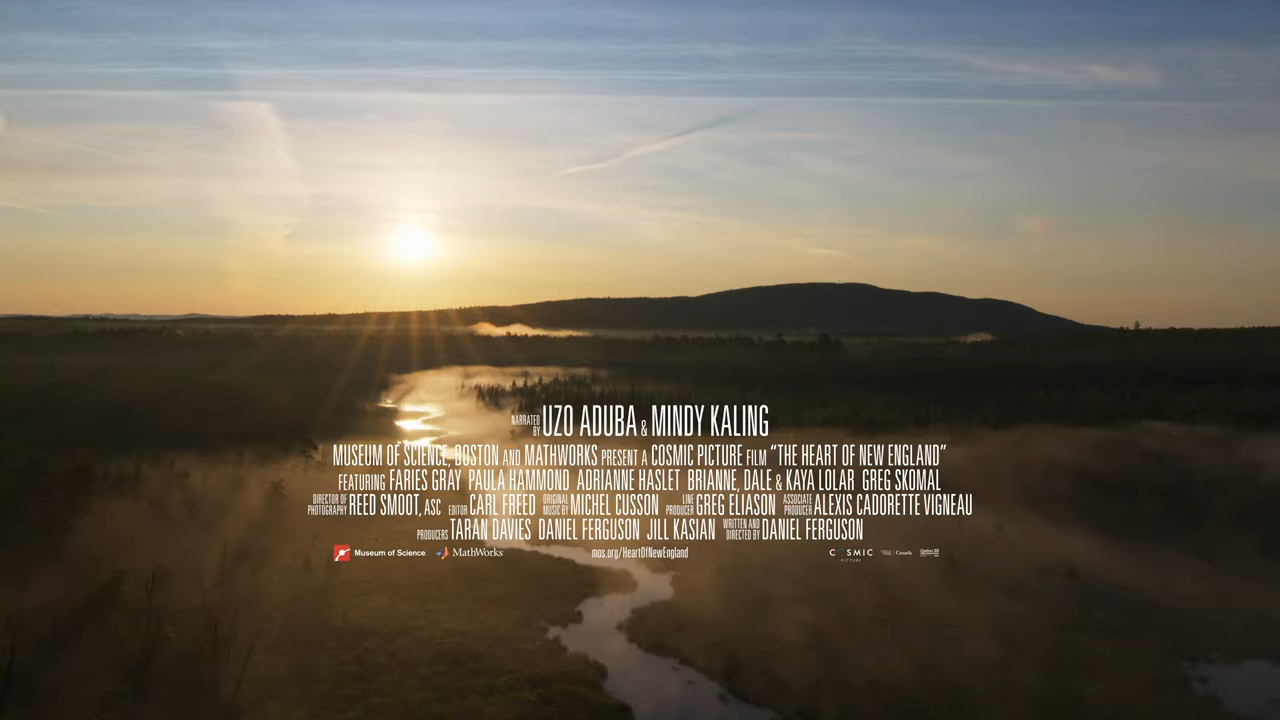 NARRATED BY UZO ADUBA & MINDY KALING
MUSEUM OF SCIENCE, BOSTON AND MATHWORKS PRESENT A COSMIC PICTURE FILM "THE HEART OF NEW ENGLAND"
FEATURING FARIES GRAY PAULA HAMMOND ADRIANNE HASLET BRIANNE, DALE & KAYA LOLAR GREG SKOMAL
DIRECTOR OF PHOTOGRAPHY REED SMOOT, ASC EDITOR CARL FREED ORIGINAL MUSIC BY MICHEL CUSSON LINE PRODUCER GREG ELIASON ASSOCIATE PRODUCER ALEXIS CADORETTE VIGNEAU
PRODUCERS TARAN DAVIES DANIEL FERGUSON JILL KASIAN WRITTEN AND DIRECTED BY DANIEL FERGUSON
Museum of Science MathWorks mos.org/HeartOfNewEngland COSMIC PICTURE Canada Québec